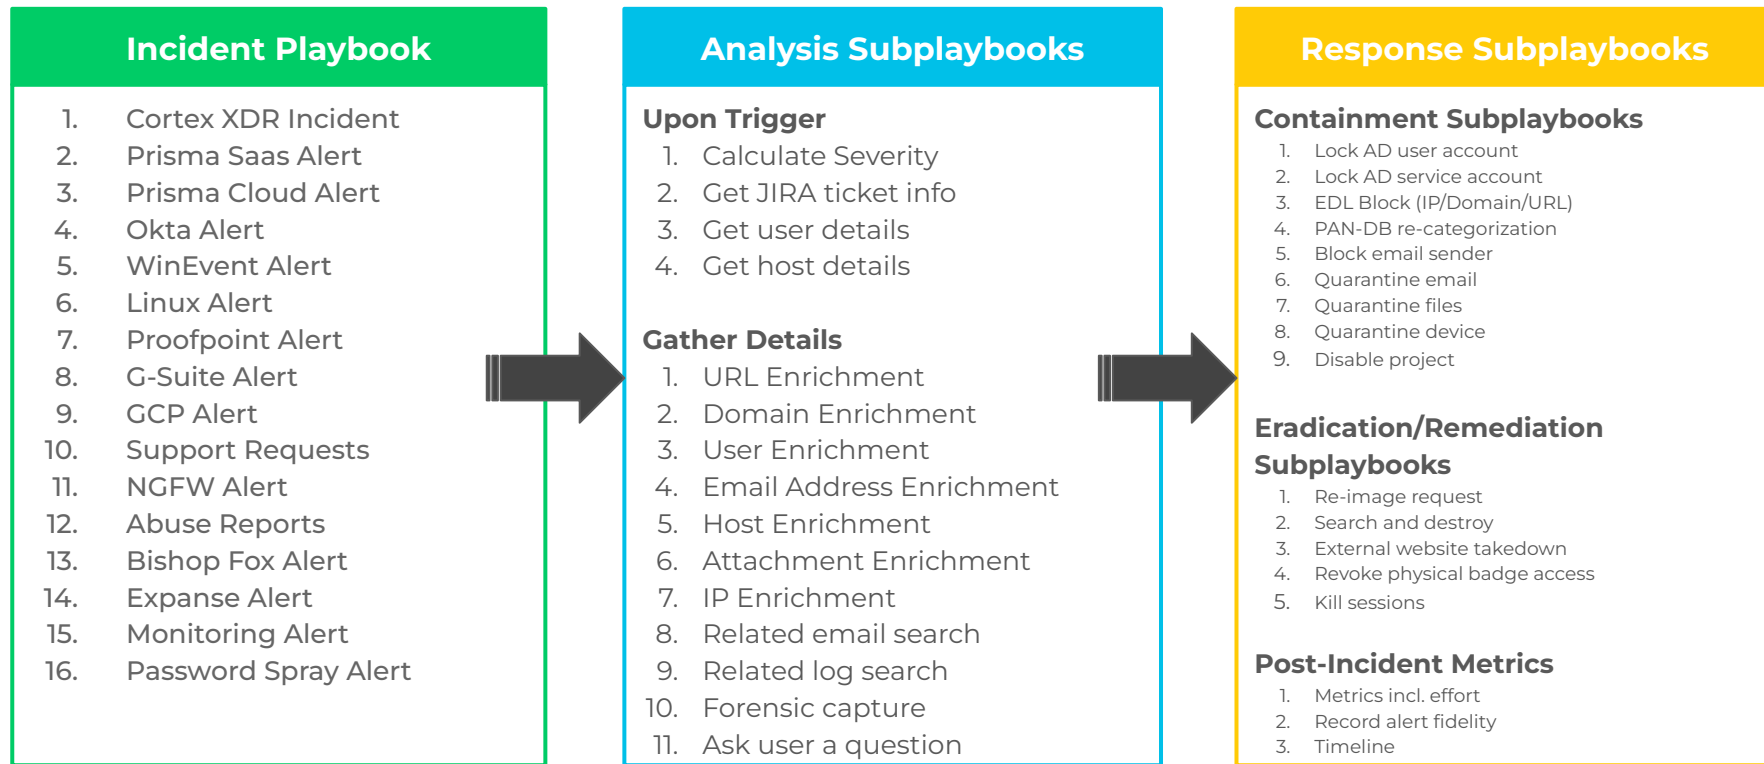 Incident Playbook
1. Cortex XDR Incident
2. Prisma Saas Alert
3. Prisma Cloud Alert
4. Okta Alert
5. WinEvent Alert
6. Linux Alert
7. Proofpoint Alert
8. G-Suite Alert
9. GCP Alert
10. Support Requests
11. NGFW Alert
12. Abuse Reports
13. Bishop Fox Alert
14. Expanse Alert
15. Monitoring Alert
16. Password Spray Alert
Analysis Subplaybooks
Upon Trigger
1. Calculate Severity
2. Get JIRA ticket info
3. Get user details
4. Get host details
Gather Details
1. URL Enrichment
2. Domain Enrichment
3. User Enrichment
4. Email Address Enrichment
5. Host Enrichment
6. Attachment Enrichment
7. IP Enrichment
8. Related email search
9. Related log search
10. Forensic capture
11. Ask user a question
Response Subplaybooks
Containment Subplaybooks
1. Lock AD user account
2. Lock AD service account
3. EDL Block (IP/Domain/URL)
4. PAN-DB re-categorization
5. Block email sender
6. Quarantine email
7. Quarantine files
8. Quarantine device
9. Disable project
Eradication/Remediation
Subplaybooks
1. Re-image request
2. Search and destroy
3. External website takedown
4. Revoke physical badge access
5. Kill sessions
Post-Incident Metrics
1. Metrics incl. effort
2. Record alert fidelity
3. Timeline